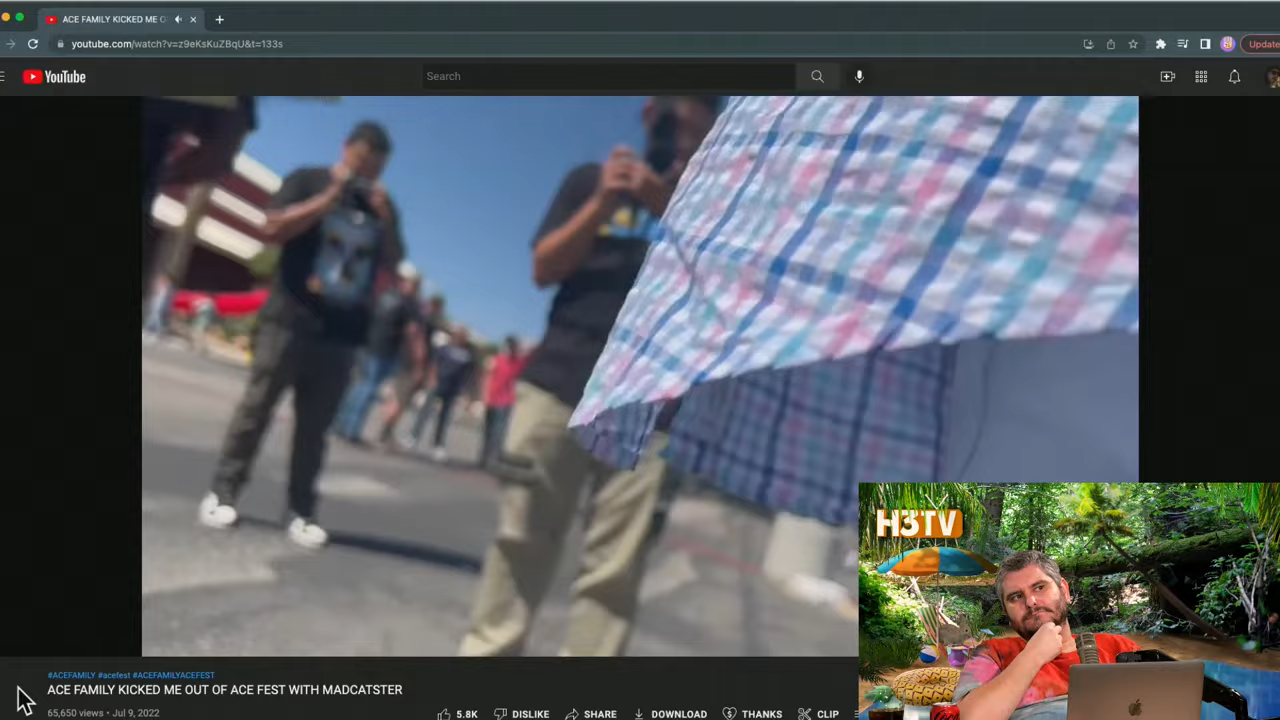 ACE FAMILY KICKED ME O
youtube.com/watch?v=z9eKsKuZBqU&t=133s
Update
YouTube
Search
H3TV
#ACEFAMILY #acefest #ACEFAMILYACEFEST
ACE FAMILY KICKED ME OUT OF ACE FEST WITH MADCATSTER
65,650 views • Jul 9, 2022
5.8K DISLIKE SHARE DOWNLOAD THANKS CLIP